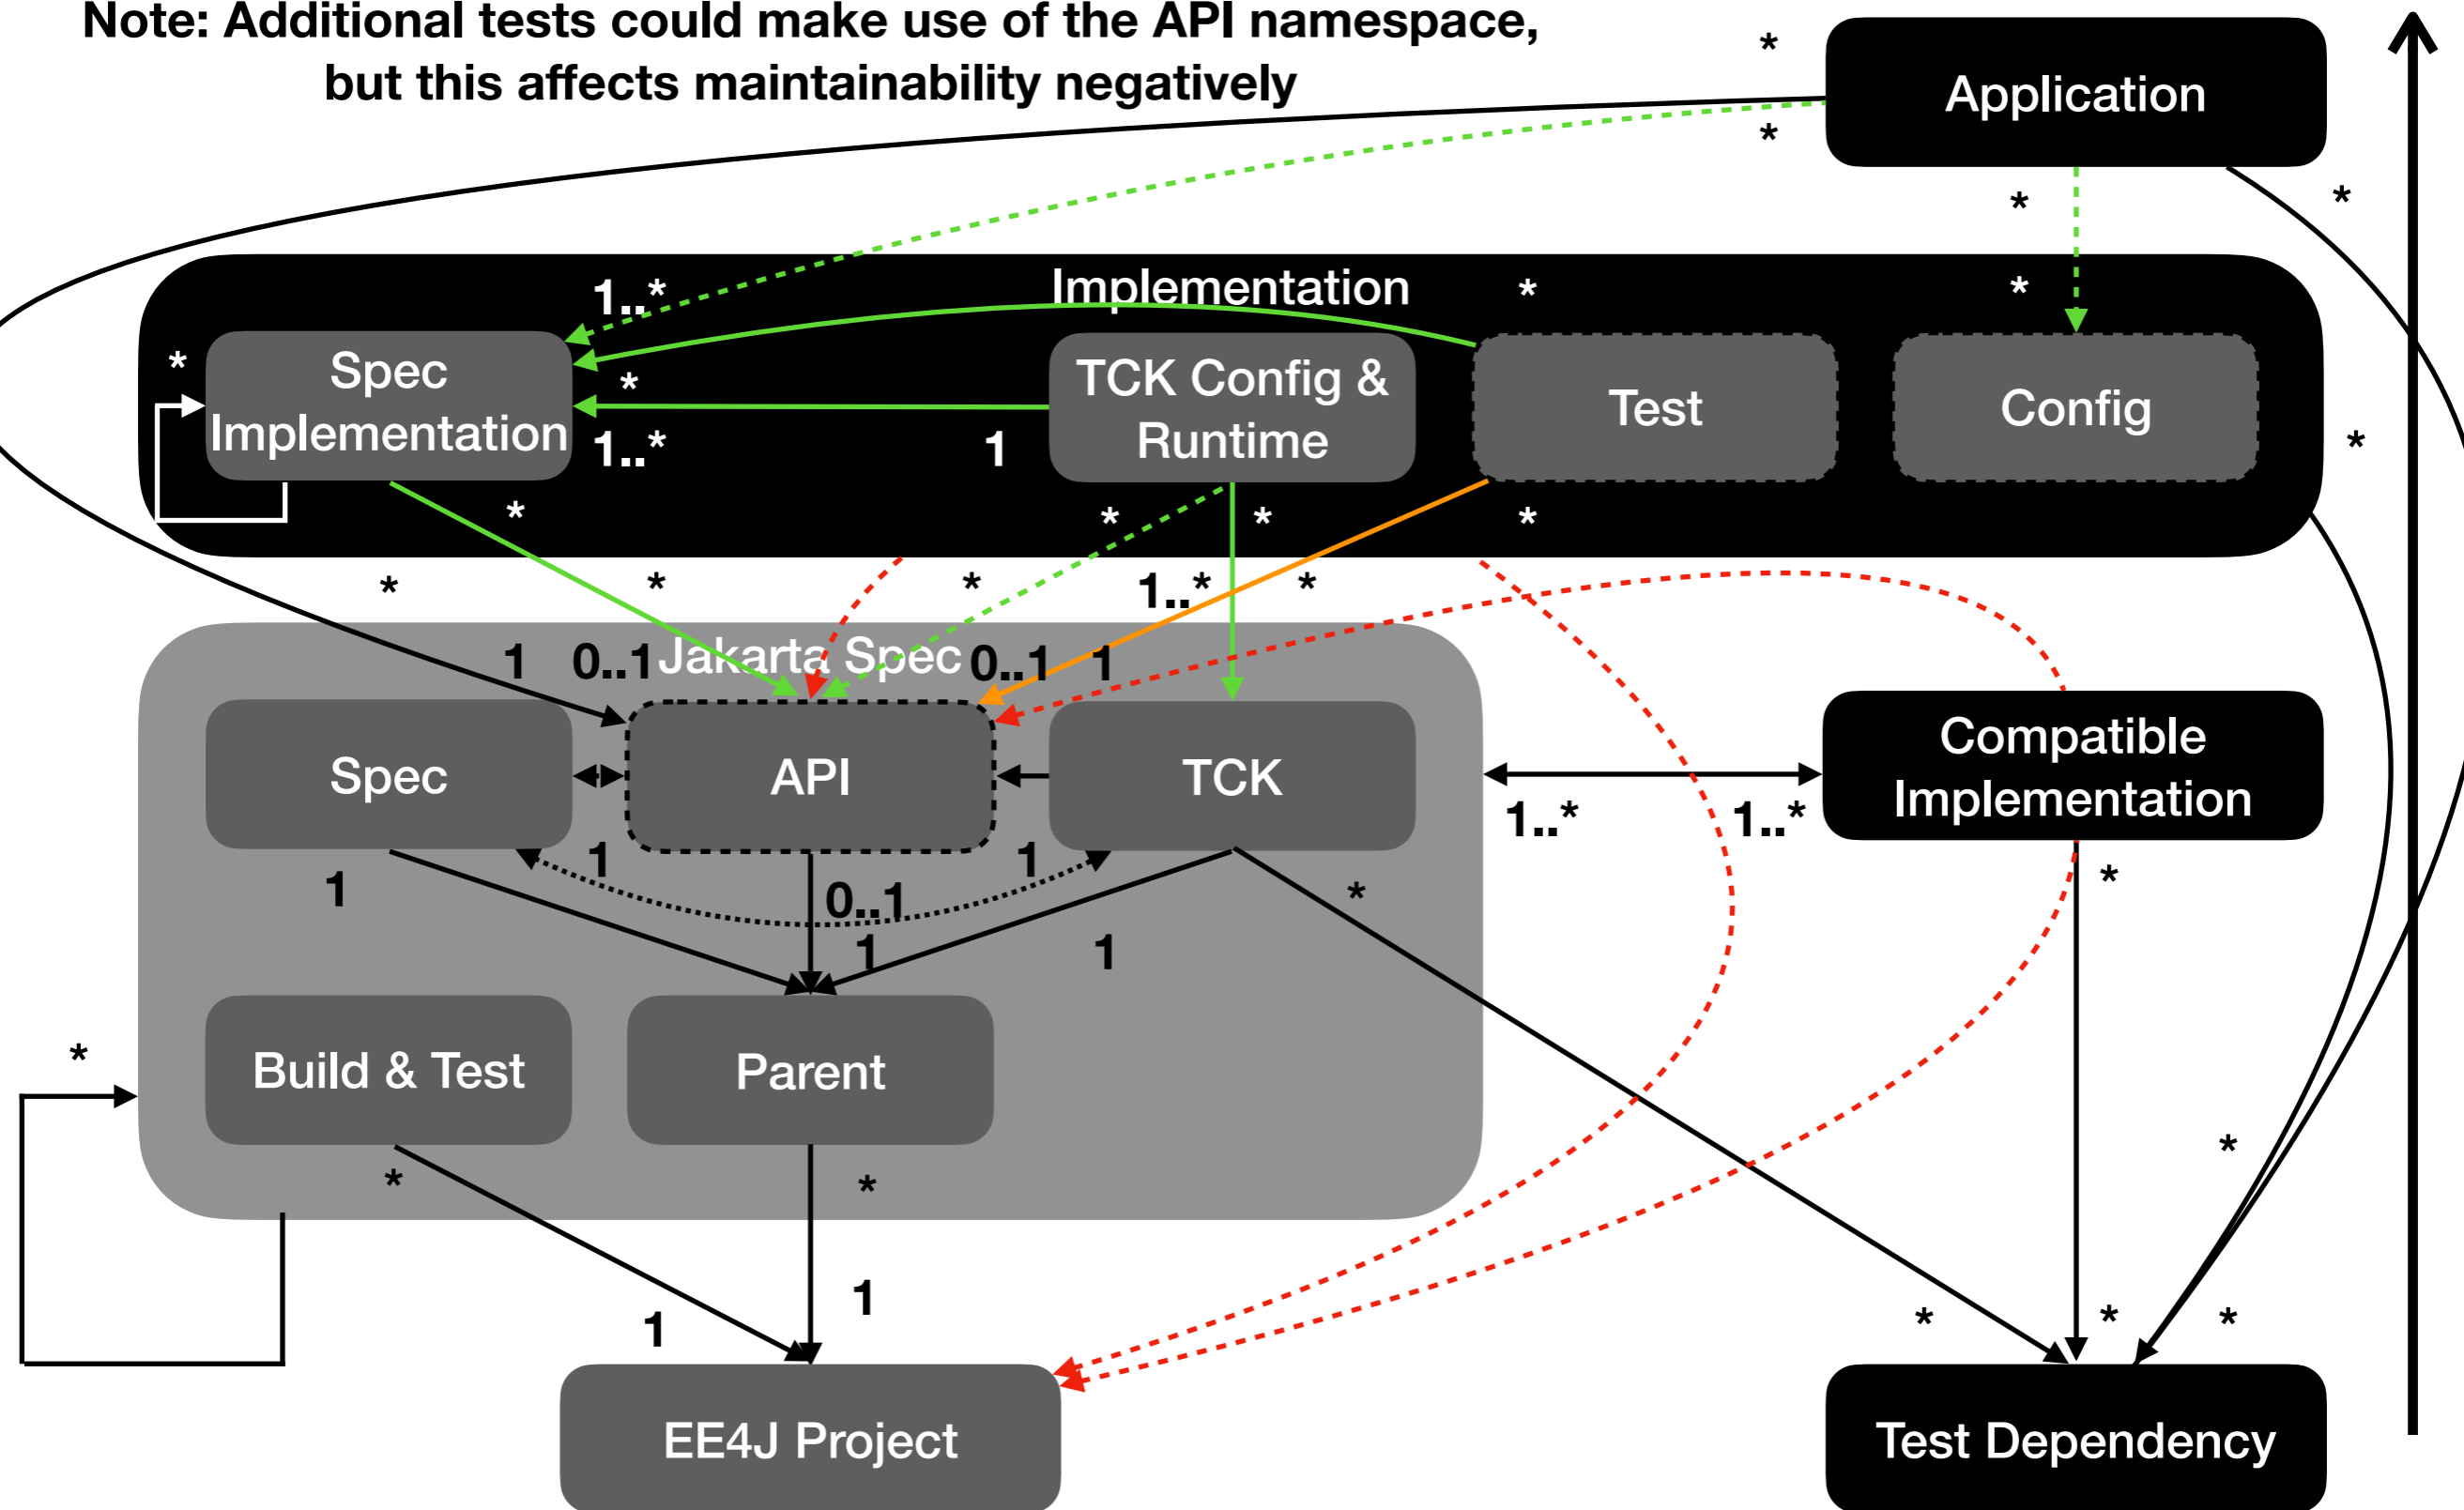 Note: Additional tests could make use of the API namespace,
but this affects maintainability negatively
*
Application
*
*
*
Implementation
1..*
*
*
*
Spec
Implementation
*
1..*
TCK Config &
Runtime
1
Test
Config
*
*
*
*
*
*
*
*
1..*
*
1
0..1
Jakarta Spec
0..1
1
Spec
API
TCK
Compatible
Implementation
1..*
1..*
1
1
1
0..1
*
*
1
1
*
Build & Test
Parent
*
*
*
1
1
*
*
*
EE4J Project
Test Dependency